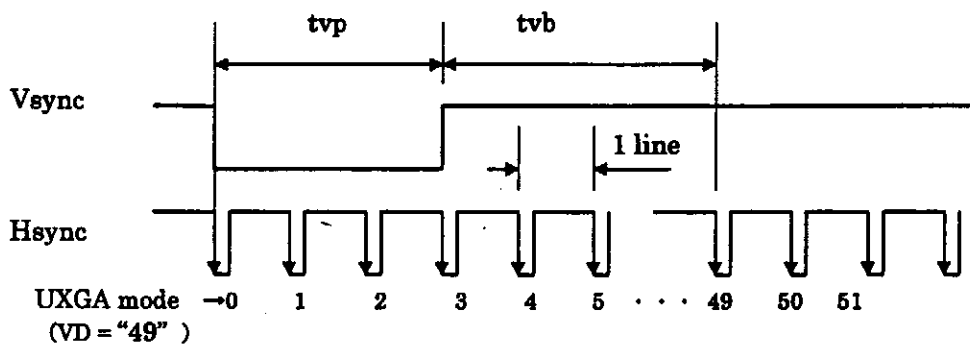 tvp tvb
Vsync
1 line
Hsync
UXGA mode →0 1 2 3 4 5 · · · 49 50 51
(VD = “49” )